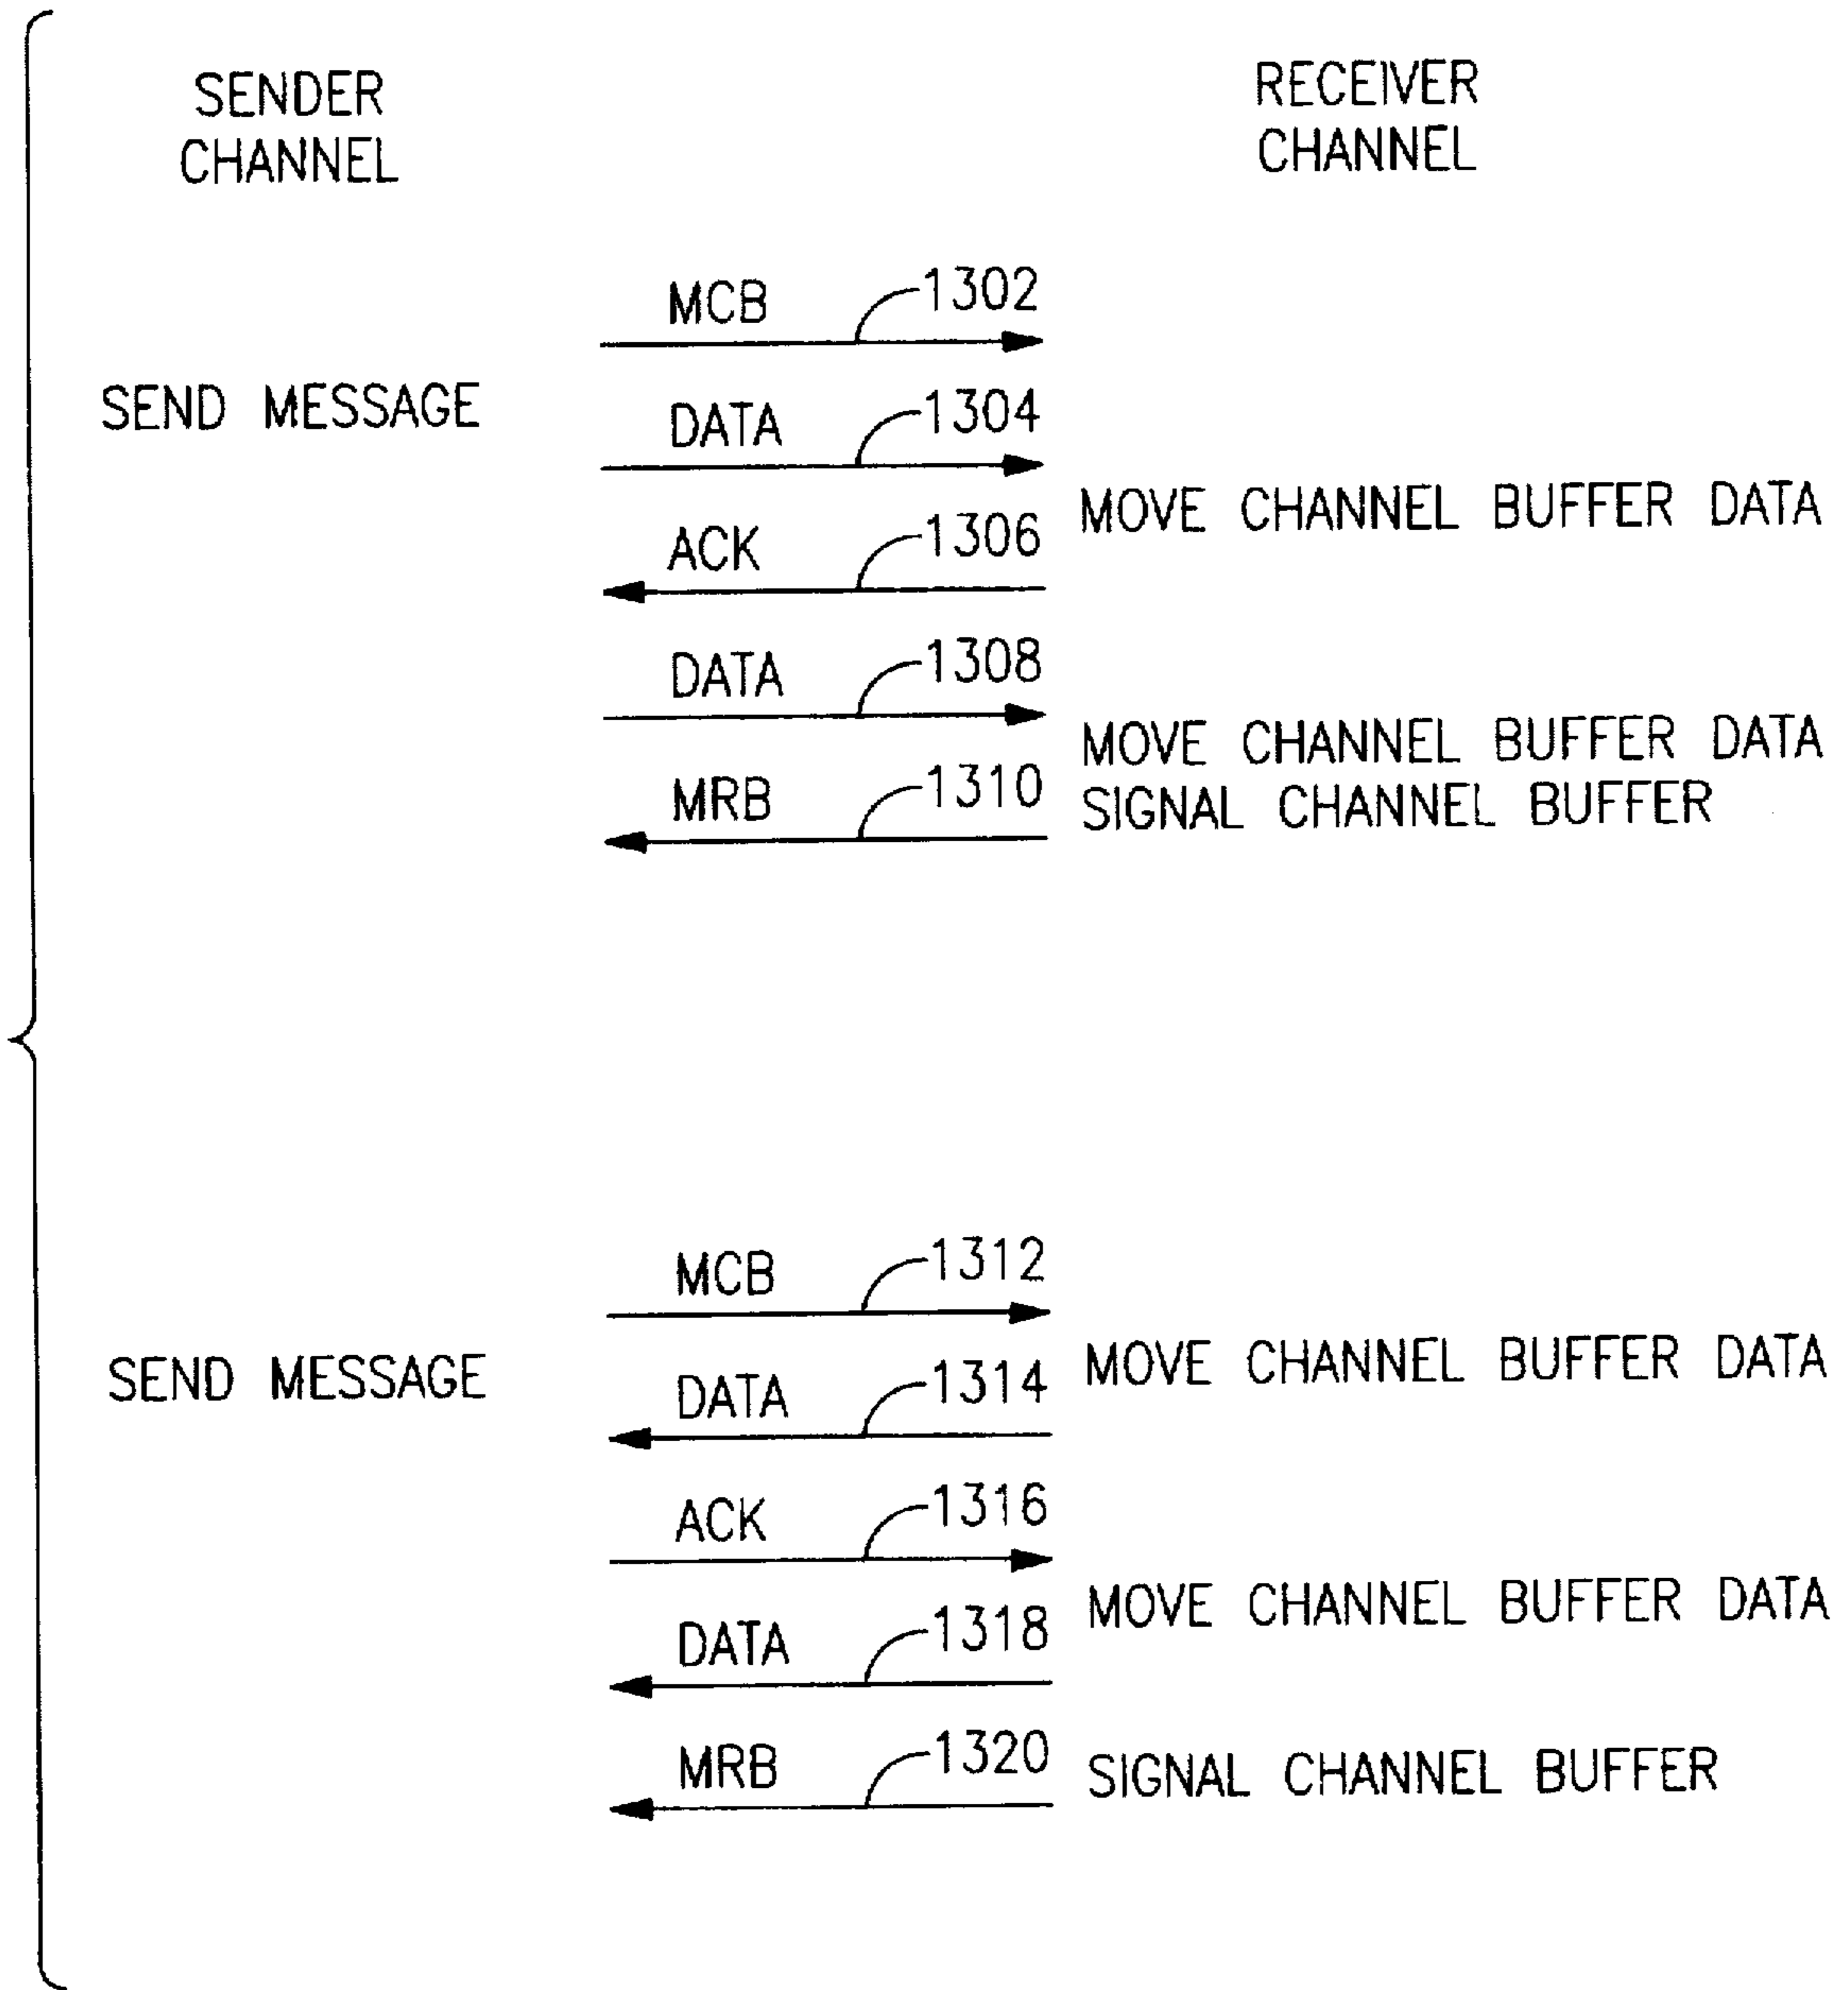 SENDER
CHANNEL
RECEIVER
CHANNEL
MCB
1302
SEND MESSAGE
DATA
1304
MOVE CHANNEL BUFFER DATA
ACK
1306
DATA
1308
MOVE CHANNEL BUFFER DATA
MRB
1310
SIGNAL CHANNEL BUFFER
MCB
1312
SEND MESSAGE
MOVE CHANNEL BUFFER DATA
DATA
1314
ACK
1316
MOVE CHANNEL BUFFER DATA
DATA
1318
MRB
1320
SIGNAL CHANNEL BUFFER